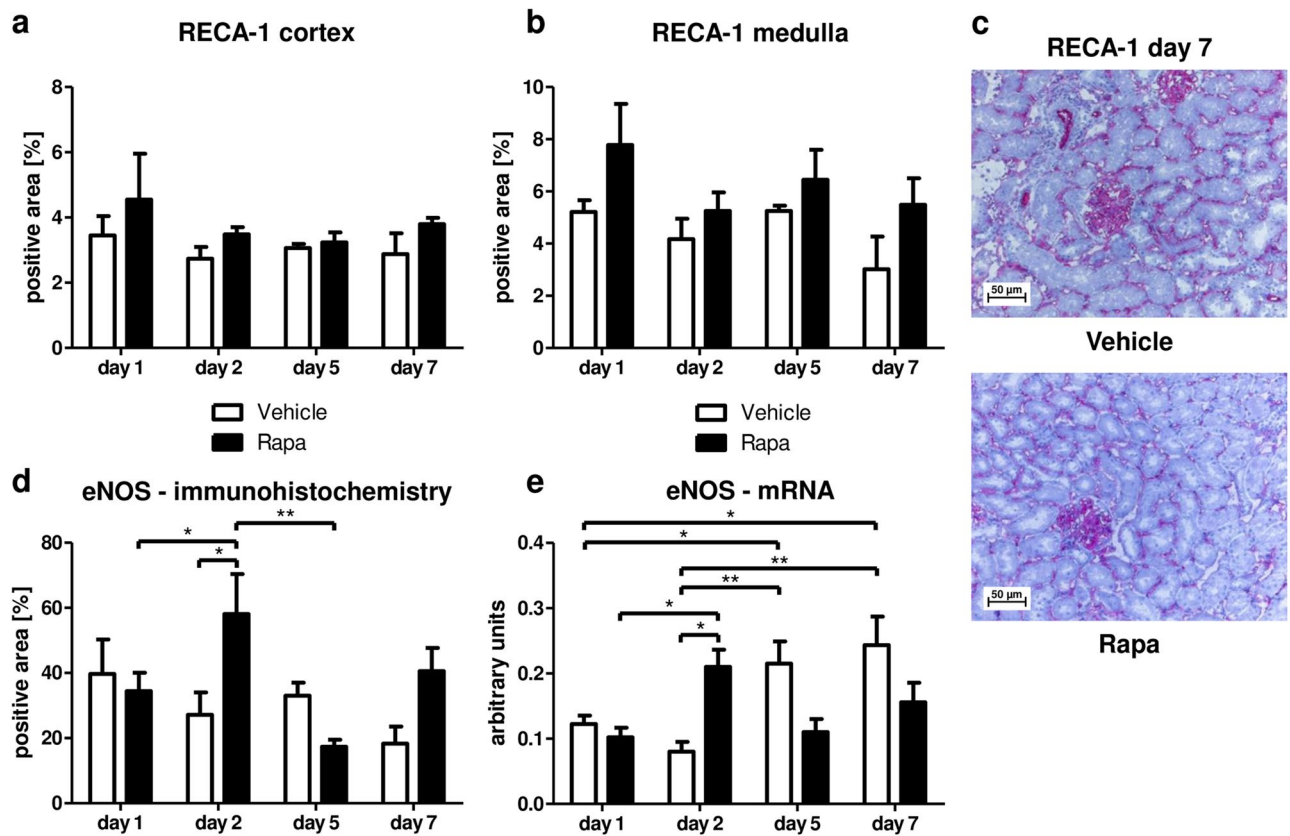 a
RECA-1 cortex
positive area [%]
8
6
4
2
0
day 1 day 2 day 5 day 7
Vehicle
Rapa
b
RECA-1 medulla
positive area [%]
10
8
6
4
2
0
day 1 day 2 day 5 day 7
Vehicle
Rapa
c
RECA-1 day 7
50 µm
Vehicle
50 µm
Rapa
d
eNOS - immunohistochemistry
positive area [%]
**
*
*
80
60
40
20
0
day 1 day 2 day 5 day 7
e
eNOS - mRNA
arbitrary units
*
*
**
**
*
*
0.4
0.3
0.2
0.1
0.0
day 1 day 2 day 5 day 7